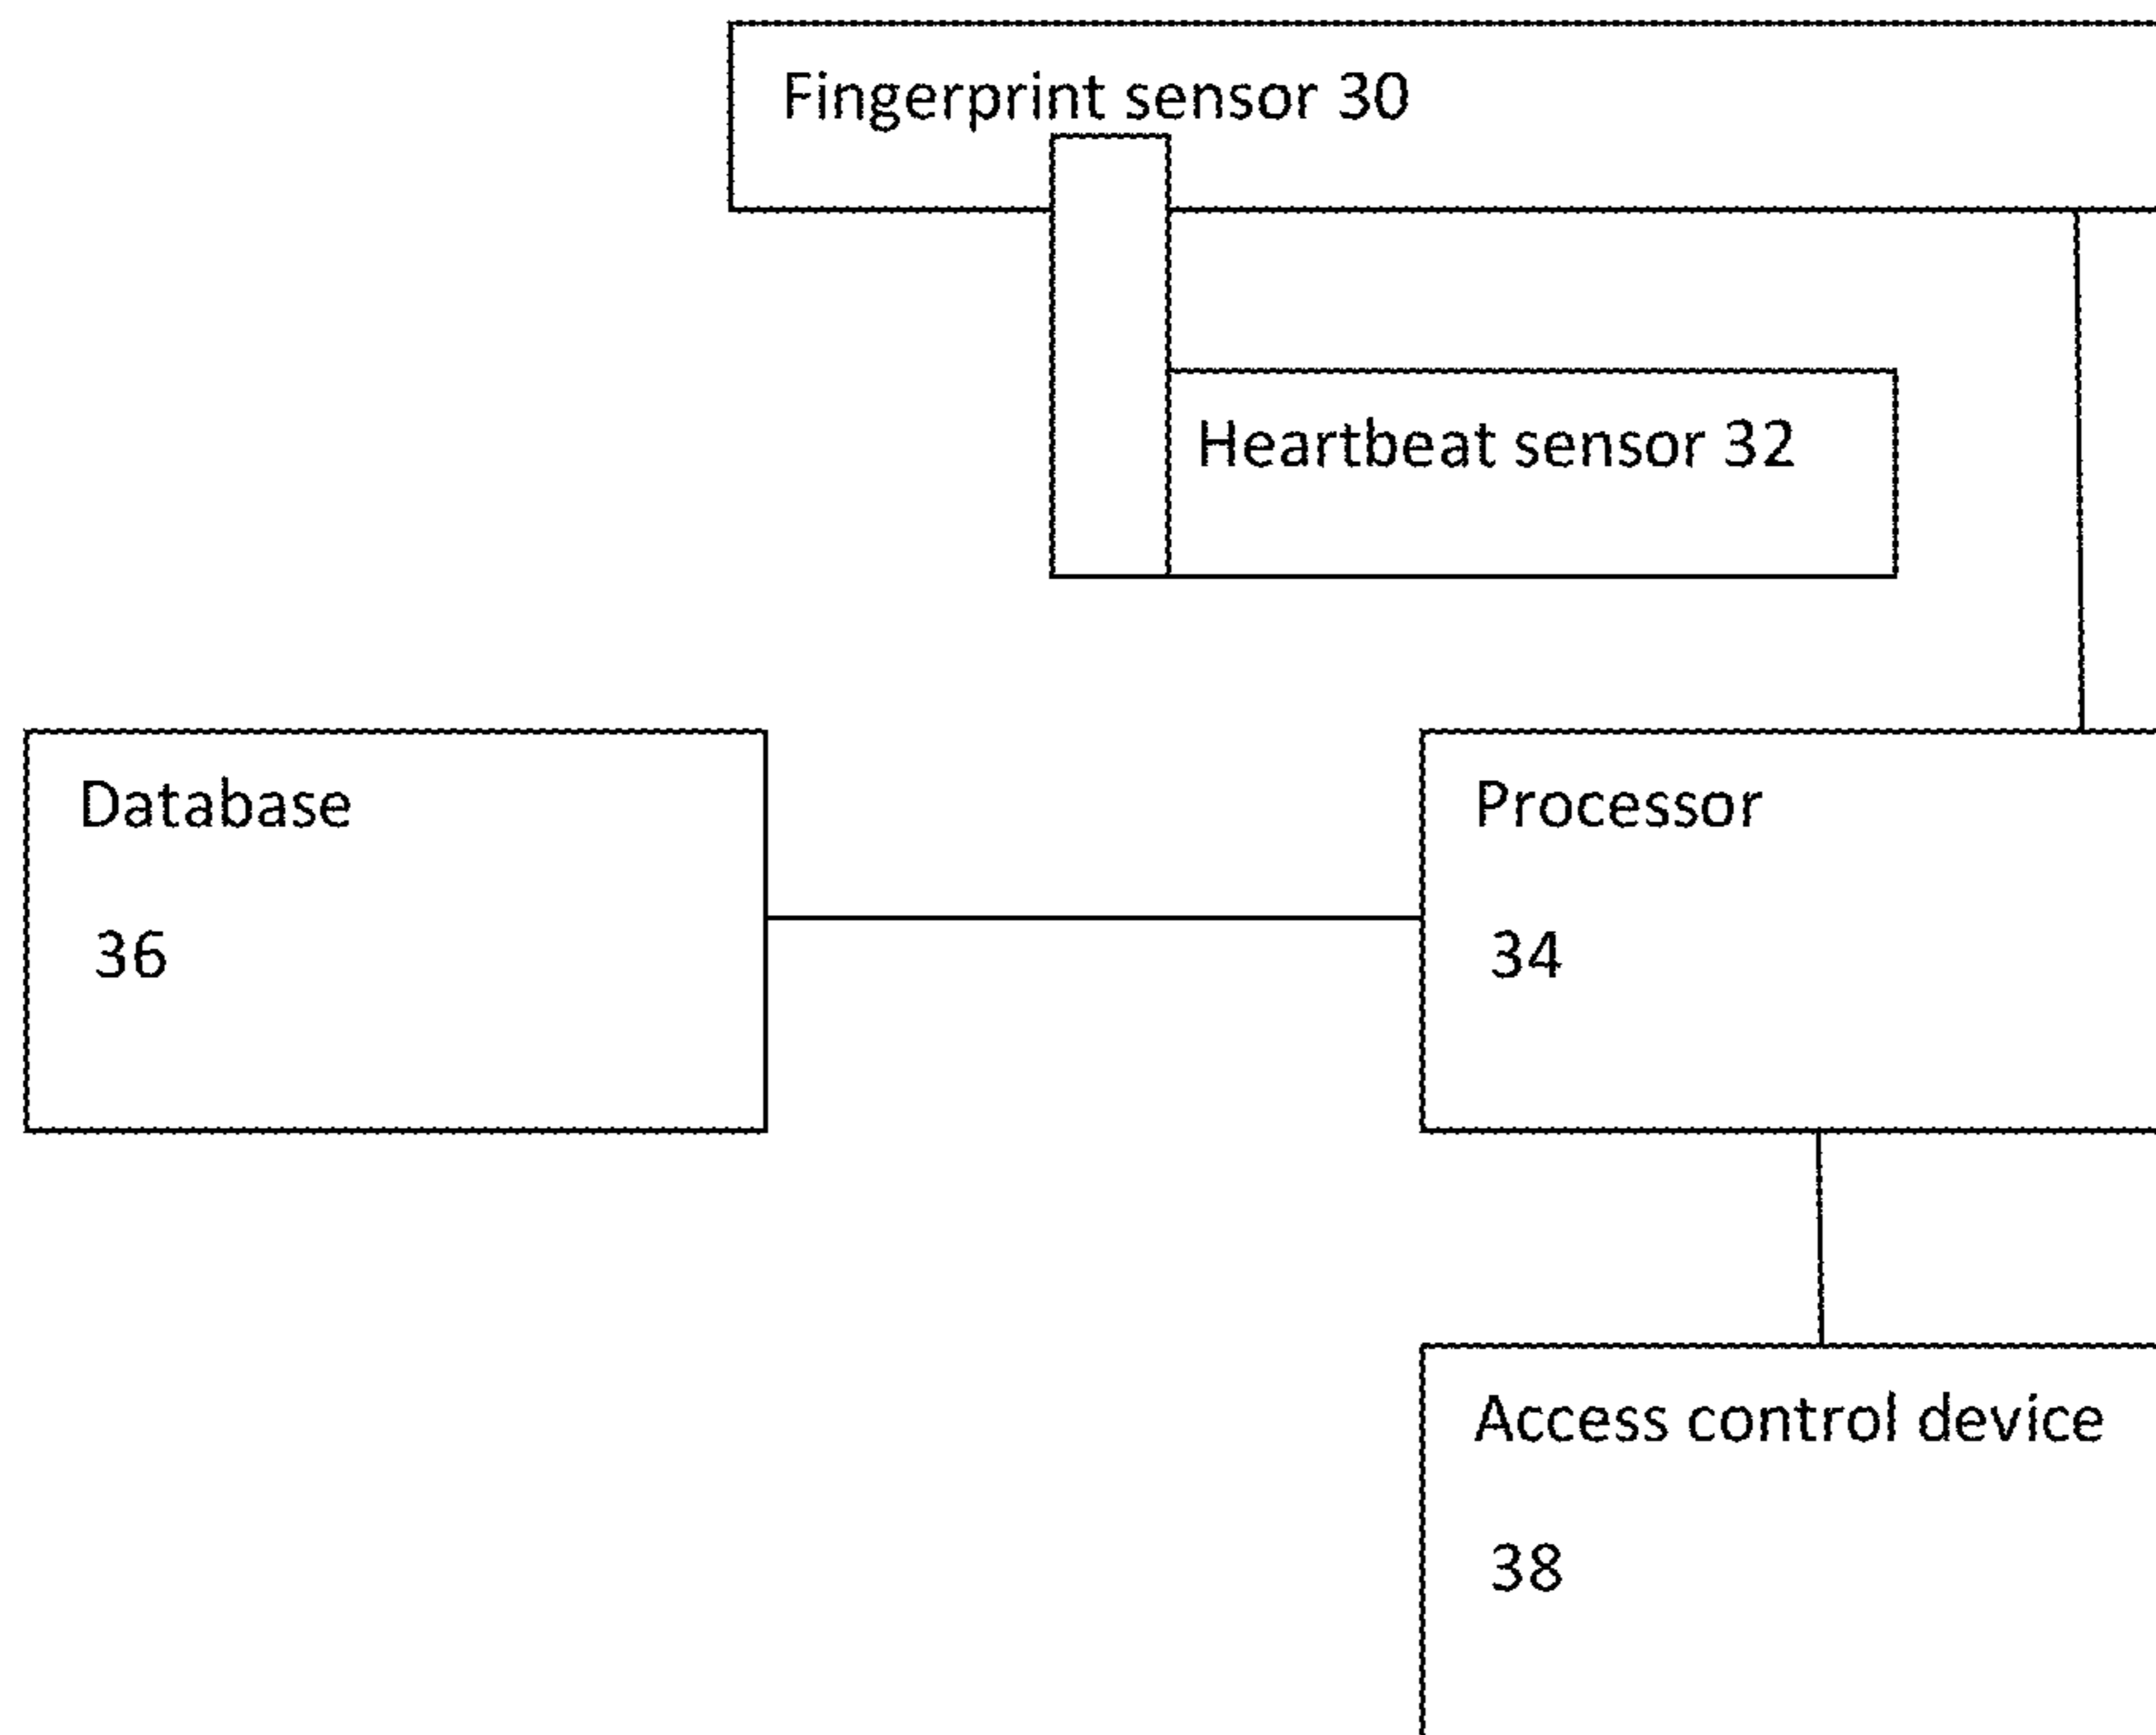 Fingerprint sensor 30
Heartbeat sensor 32
Database
36
Processor
34
Access control device
38